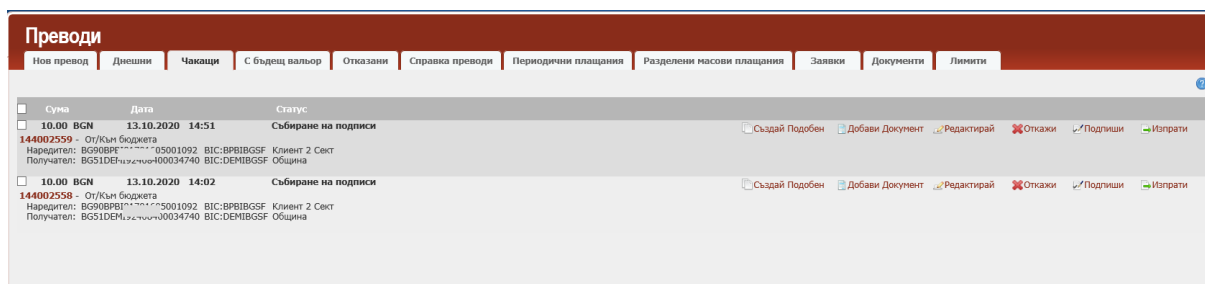 Преводи
Нов превод Днешни Чакащи С бъдещ вальор Отказани Справка преводи Периодични плащания Разделени масови плащания Заявки Документи Лимити
Сума Дата Статус
10.00 BGN 13.10.2020 14:51 Събиране на подписи Създай Подобен Добави Документ Редактирай Откажи Подпиши Изпрати
144002559 - От/Към бюджета
Наредител: BIC:BPBIBGSF Клиент 2 Сект
Получател: BIC:DEMIBGSF Община
10.00 BGN 13.10.2020 14:02 Събиране на подписи Създай Подобен Добави Документ Редактирай Откажи Подпиши Изпрати
144002558 - От/Към бюджета
Наредител: BIC:BPBIBGSF Клиент 2 Сект
Получател: BIC:DEMIBGSF Община